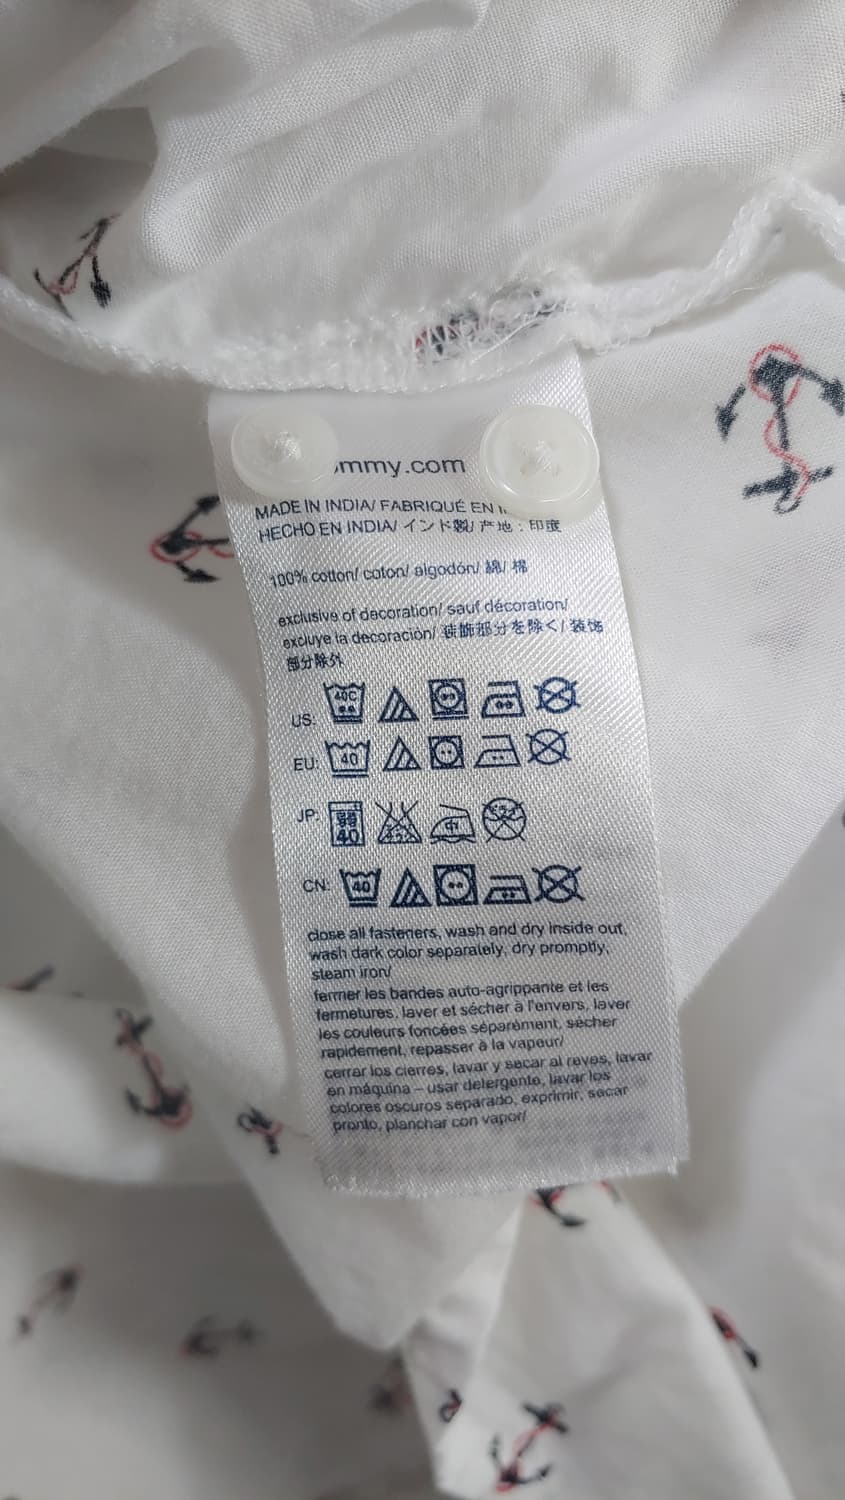 mmy.com
MADE IN INDIA/ FABRIQUÉ EN
HECHO EN INDIA/ インド製/ 产地：印度
100% cotton/ coton/ algodón/ 綿/ 棉
exclusive of decoration/ sauf décoration/
excluye la decoración/ 装飾部分を除く/ 装饰
部分除外
US: 40C
EU: 40
JP: 40 中
CN: 40
close all fasteners, wash and dry inside out,
wash dark color separately, dry promptly,
steam iron/
fermer les bandes auto-agrippante et les
fermetures, laver et sécher à l'envers, laver
les couleurs foncées séparément, sécher
rapidement, repasser à la vapeur/
cerrar los cierres, lavar y secar al reves, lavar
en máquina – usar detergente, lavar los
colores oscuros separado, exprimir, secar
pronto, planchar con vapor/